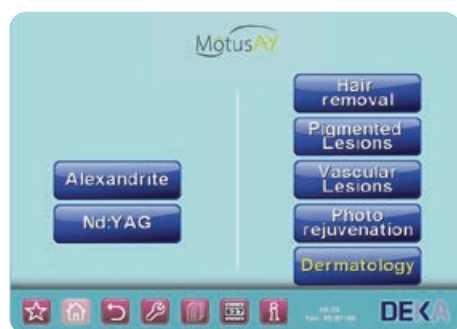 MotusAY
Alexandrite
Nd:YAG
Hair
removal
Pigmented
Lesions
Vascular
Lesions
Photo
rejuvenation
Dermatology
DEKA